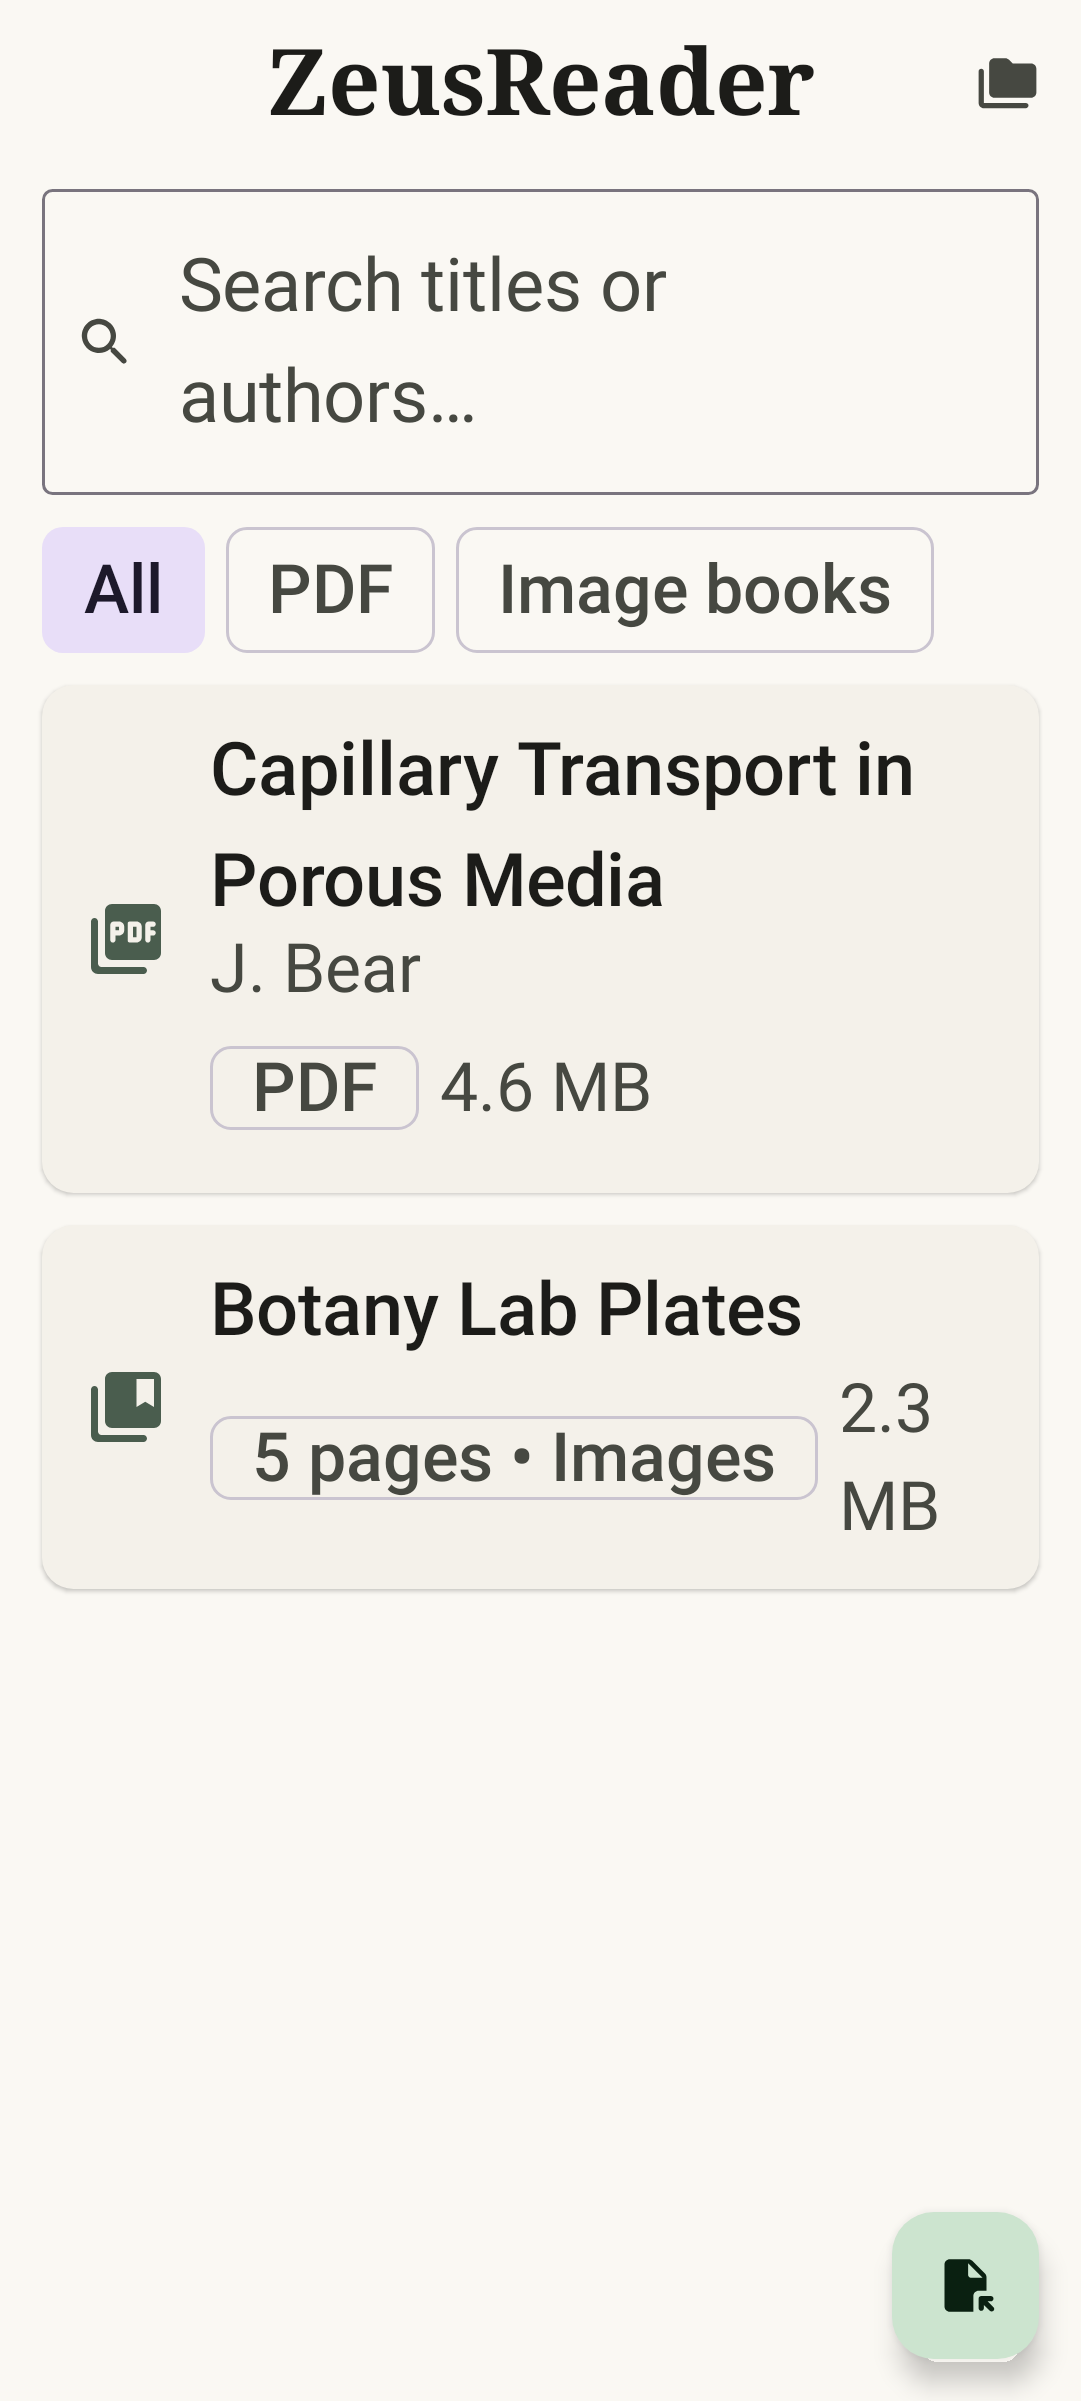 ZeusReader
Search titles or
authors…
All
PDF
Image books
Capillary Transport in
Porous Media
J. Bear
PDF
PDF 4.6 MB
Botany Lab Plates
5 pages • Images
2.3
MB